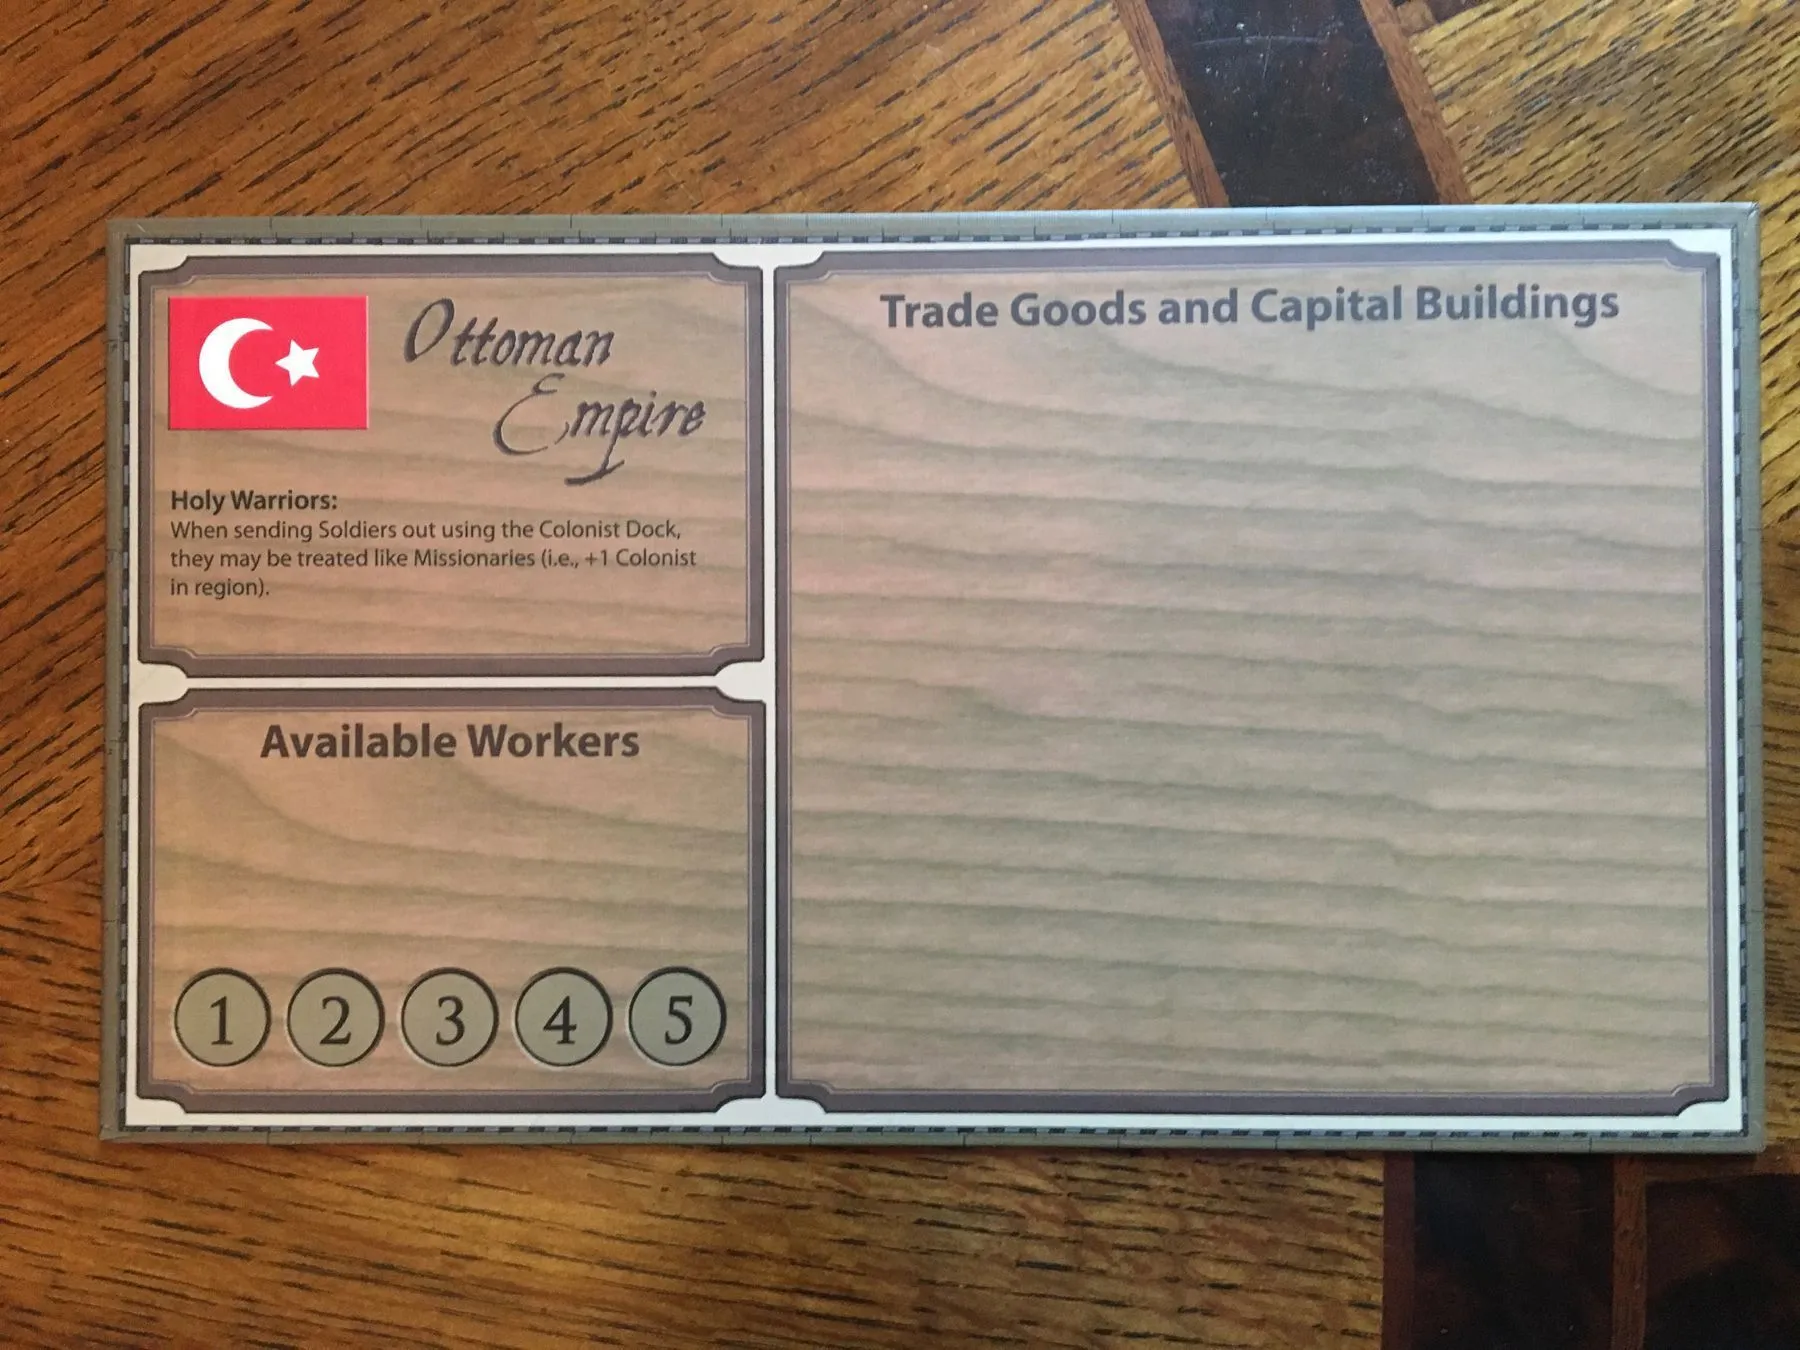 Ottoman
Empire
Holy Warriors:
When sending Soldiers out using the Colonist Dock,
they may be treated like Missionaries (i.e., +1 Colonist
in region).
Available Workers
1 2 3 4 5
Trade Goods and Capital Buildings